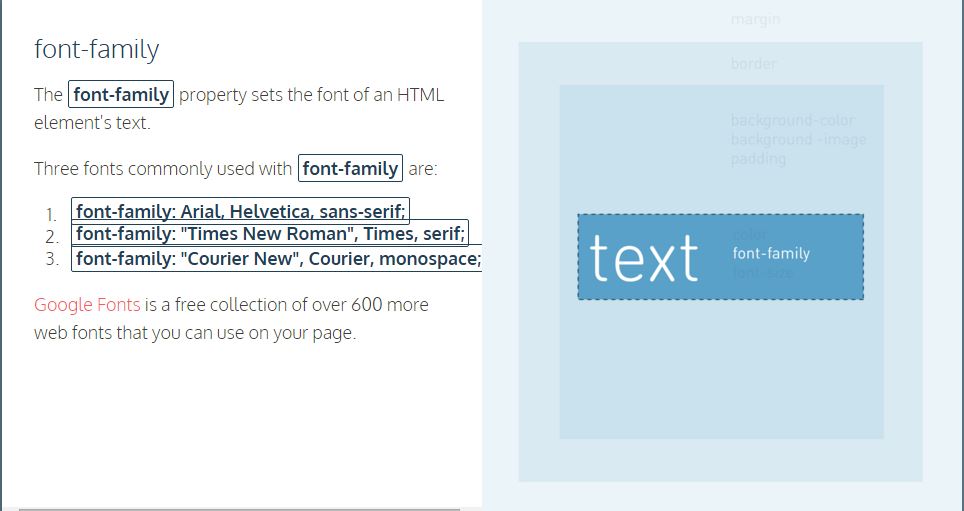 font-family
The font-family property sets the font of an HTML
element's text.
Three fonts commonly used with font-family are:
1. font-family: Arial, Helvetica, sans-serif;
2. font-family: "Times New Roman", Times, serif;
3. font-family: "Courier New", Courier, monospace;
Google Fonts is a free collection of over 600 more
web fonts that you can use on your page.
margin
border
background-color
background -image
padding
text
color
font-family
font-size